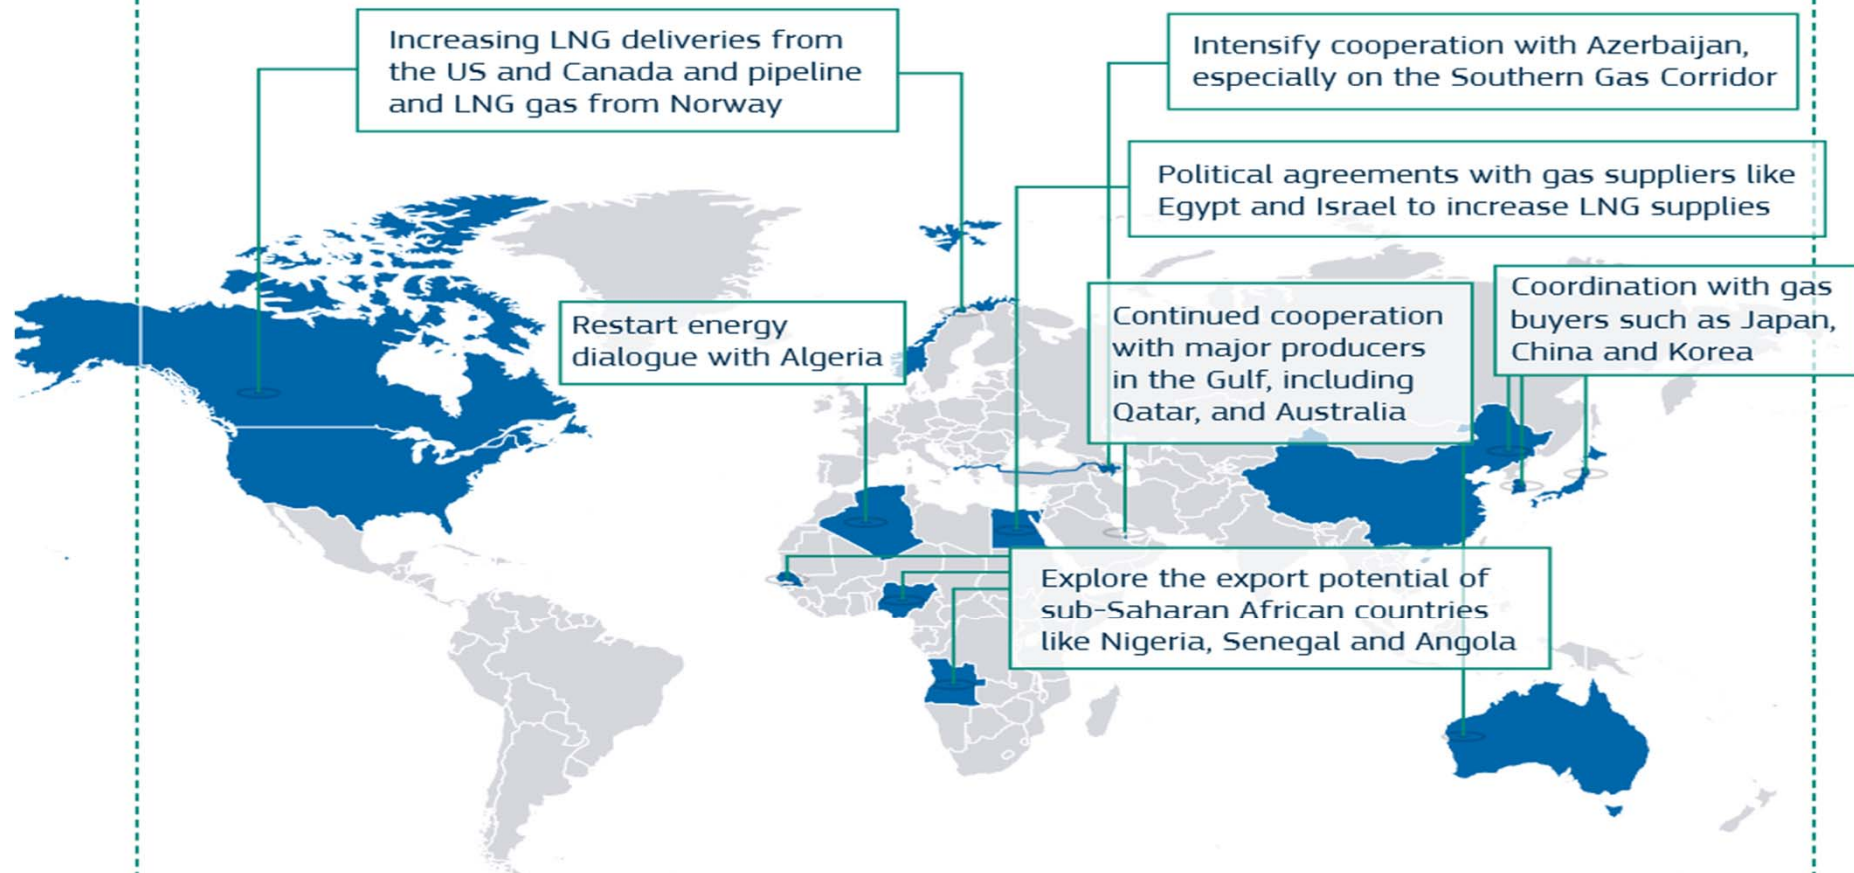 Increasing LNG deliveries from
the US and Canada and pipeline
and LNG gas from Norway
Intensify cooperation with Azerbaijan,
especially on the Southern Gas Corridor
Political agreements with gas suppliers like
Egypt and Israel to increase LNG supplies
Restart energy
dialogue with Algeria
Continued cooperation
with major producers
in the Gulf, including
Qatar, and Australia
Coordination with gas
buyers such as Japan,
China and Korea
Explore the export potential of
sub-Saharan African countries
like Nigeria, Senegal and Angola